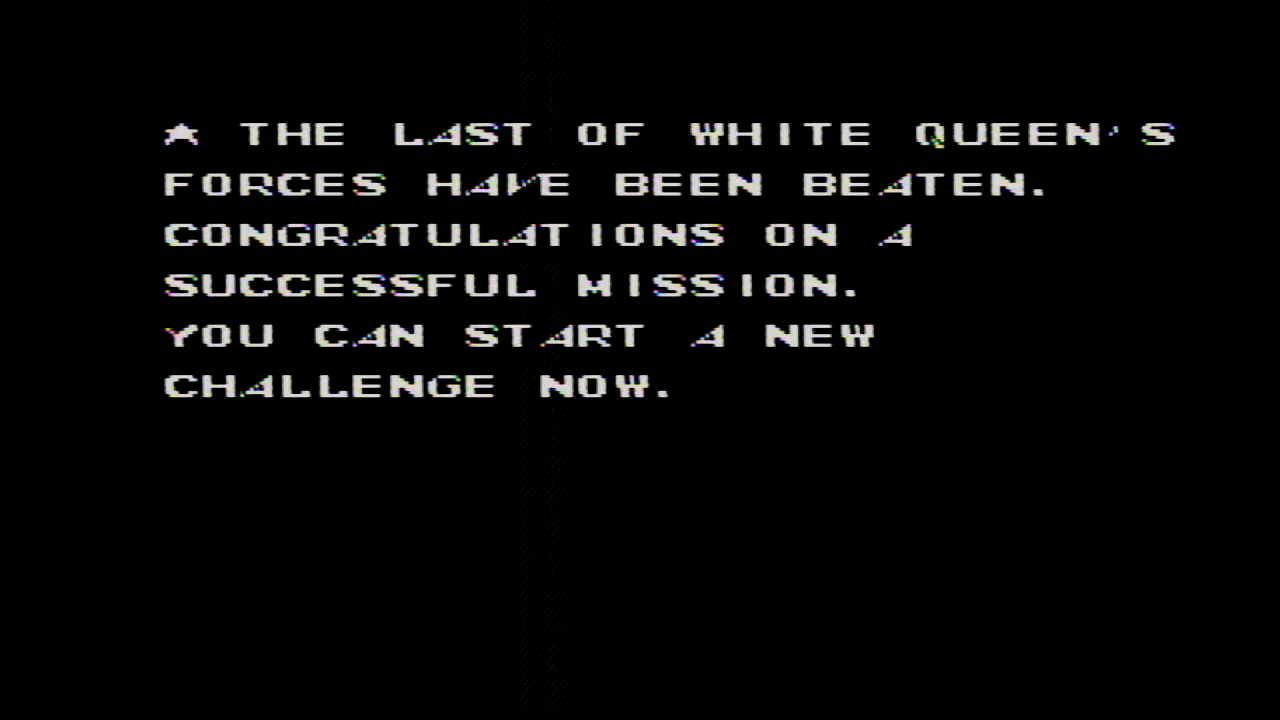 ★ THE LAST OF WHITE QUEEN'S
FORCES HAVE BEEN BEATEN.
CONGRATULATIONS ON A
SUCCESSFUL MISSION.
YOU CAN START A NEW
CHALLENGE NOW.